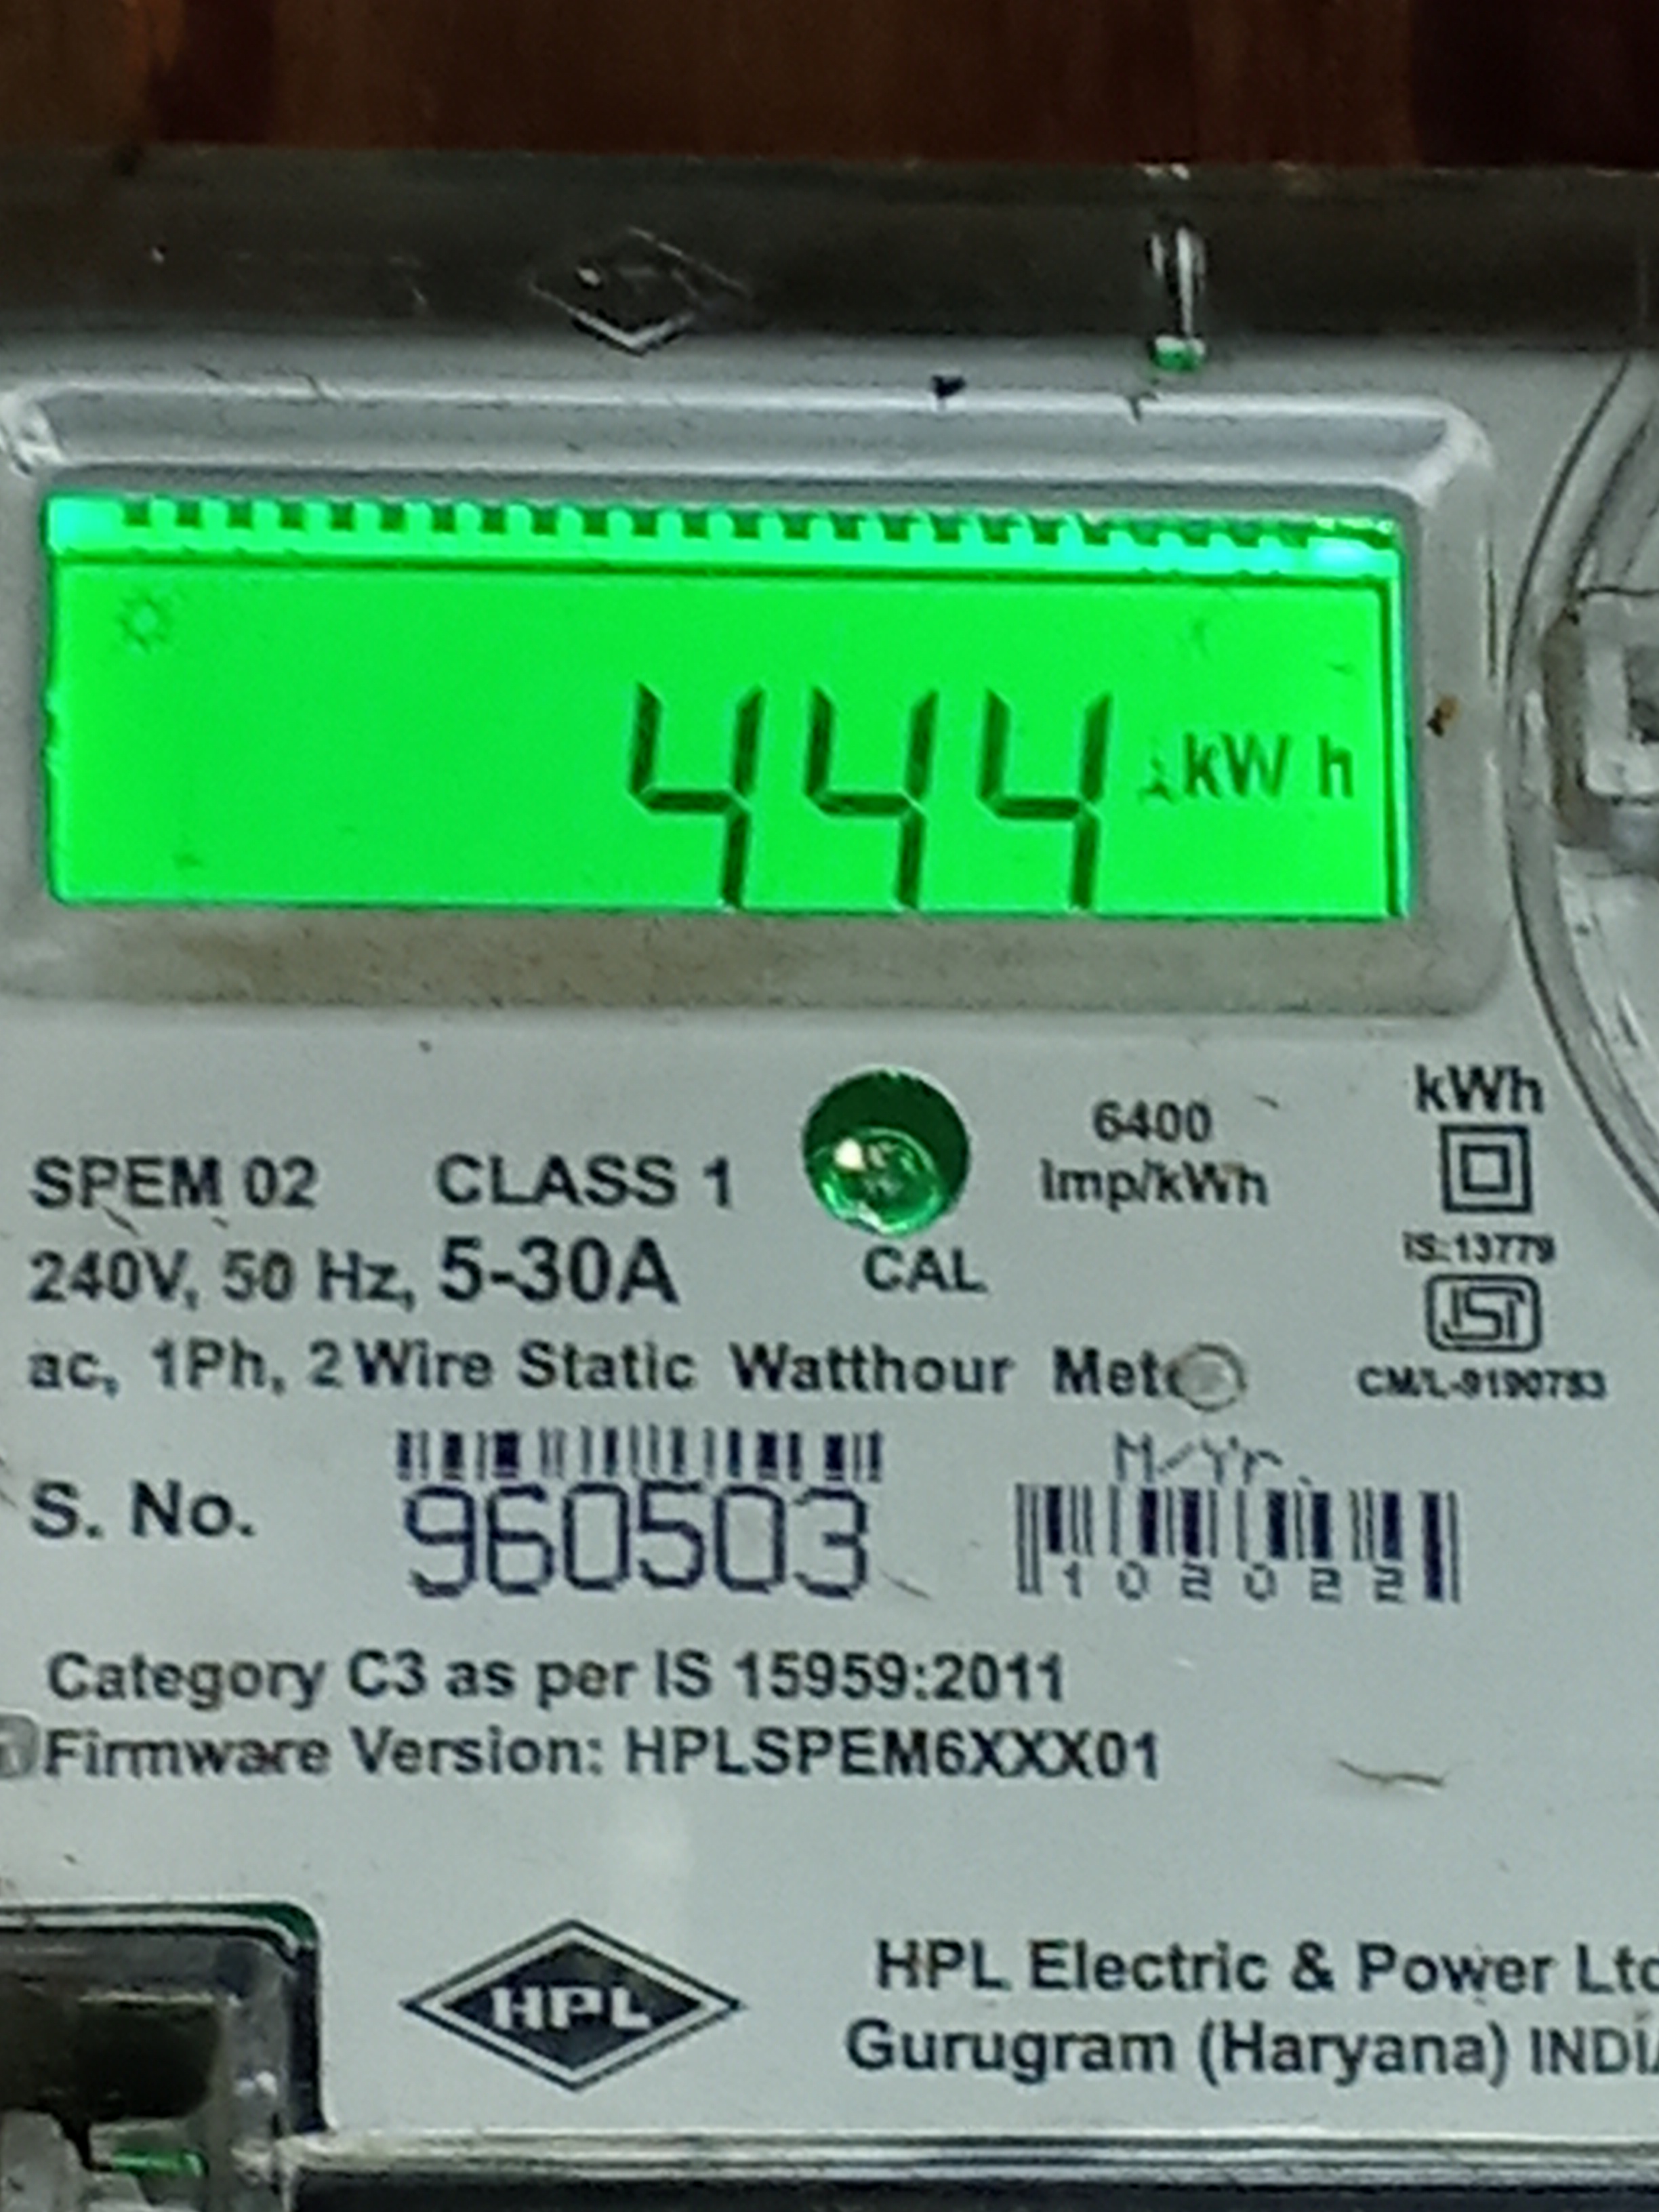 444 kWh
kWh
6400
Imp/kWh
SPEM 02 CLASS 1
IS:13779
240V, 50 Hz, 5-30A
CAL
ISI
ac, 1Ph, 2 Wire Static Watthour
CM/L-9190783
M/Yr.
S. No. 960503
102022
Category C3 as per IS 15959:2011
Firmware Version: HPLSPEM6XXX01
HPL
HPL Electric & Power Ltd
Gurugram (Haryana) INDIA